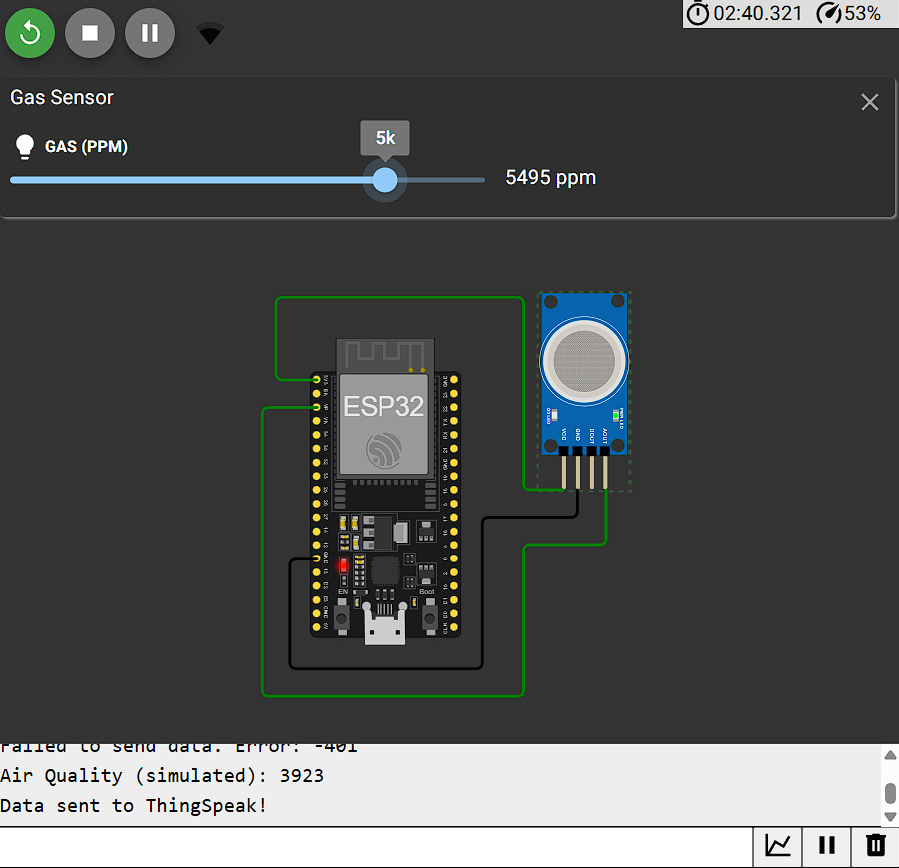 02:40.321 53%
Gas Sensor
5k
GAS (PPM)
5495 ppm
ESP32
VCC
GND
DOUT
AOUT
EN
Boot
Failed to send data. Error: -401
Air Quality (simulated): 3923
Data sent to ThingSpeak!